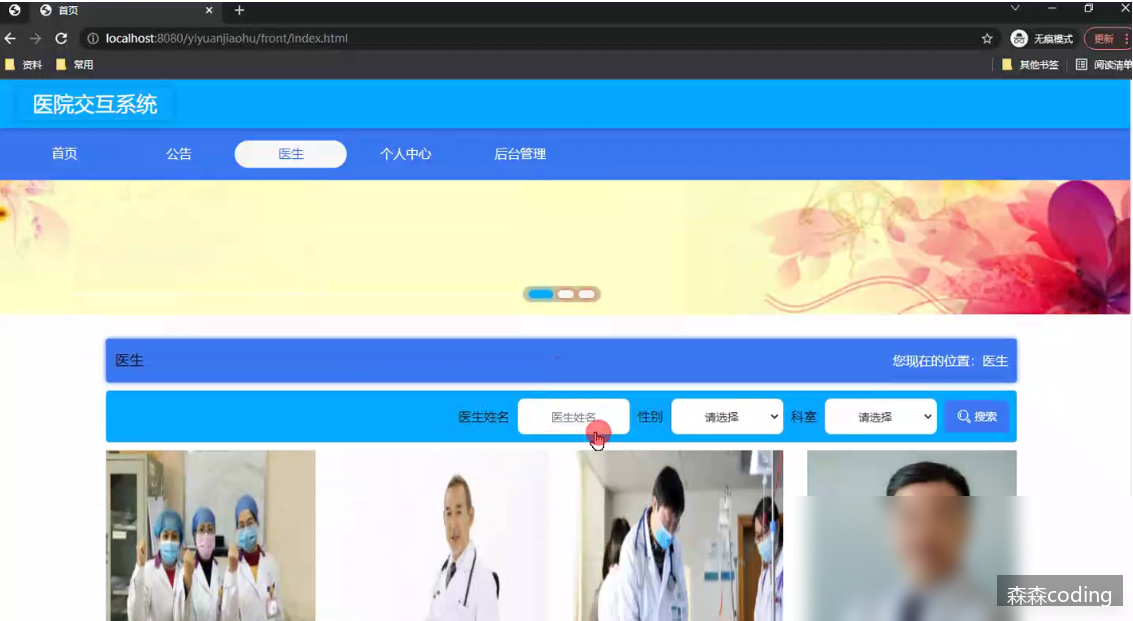 首页
localhost:8080/yiyuanjiaohu/front/index.html
无痕模式
更新
资料
常用
其他书签
阅读清单
医院交互系统
首页
公告
医生
个人中心
后台管理
医生
您现在的位置：医生
医生姓名
医生姓名
性别
请选择
科室
请选择
搜索
森森coding